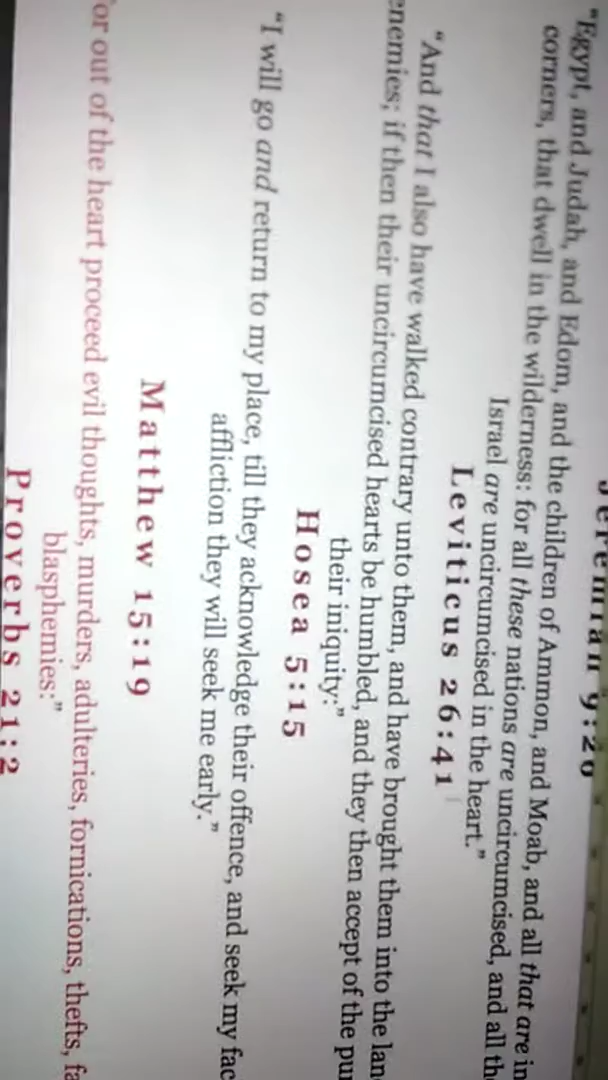 Jeremiah 9:26
“Egypt, and Judah, and Edom, and the children of Ammon, and Moab, and all that are in
corners, that dwell in the wilderness: for all these nations are uncircumcised, and all th
Israel are uncircumcised in the heart.”
Leviticus 26:41
“And that I also have walked contrary unto them, and have brought them into the lan
enemies; if then their uncircumcised hearts be humbled, and they then accept of the pu
their iniquity:”
Hosea 5:15
“I will go and return to my place, till they acknowledge their offence, and seek my fac
affliction they will seek me early.”
Matthew 15:19
or out of the heart proceed evil thoughts, murders, adulteries, fornications, thefts, fa
blasphemies:”
Proverbs 21:2